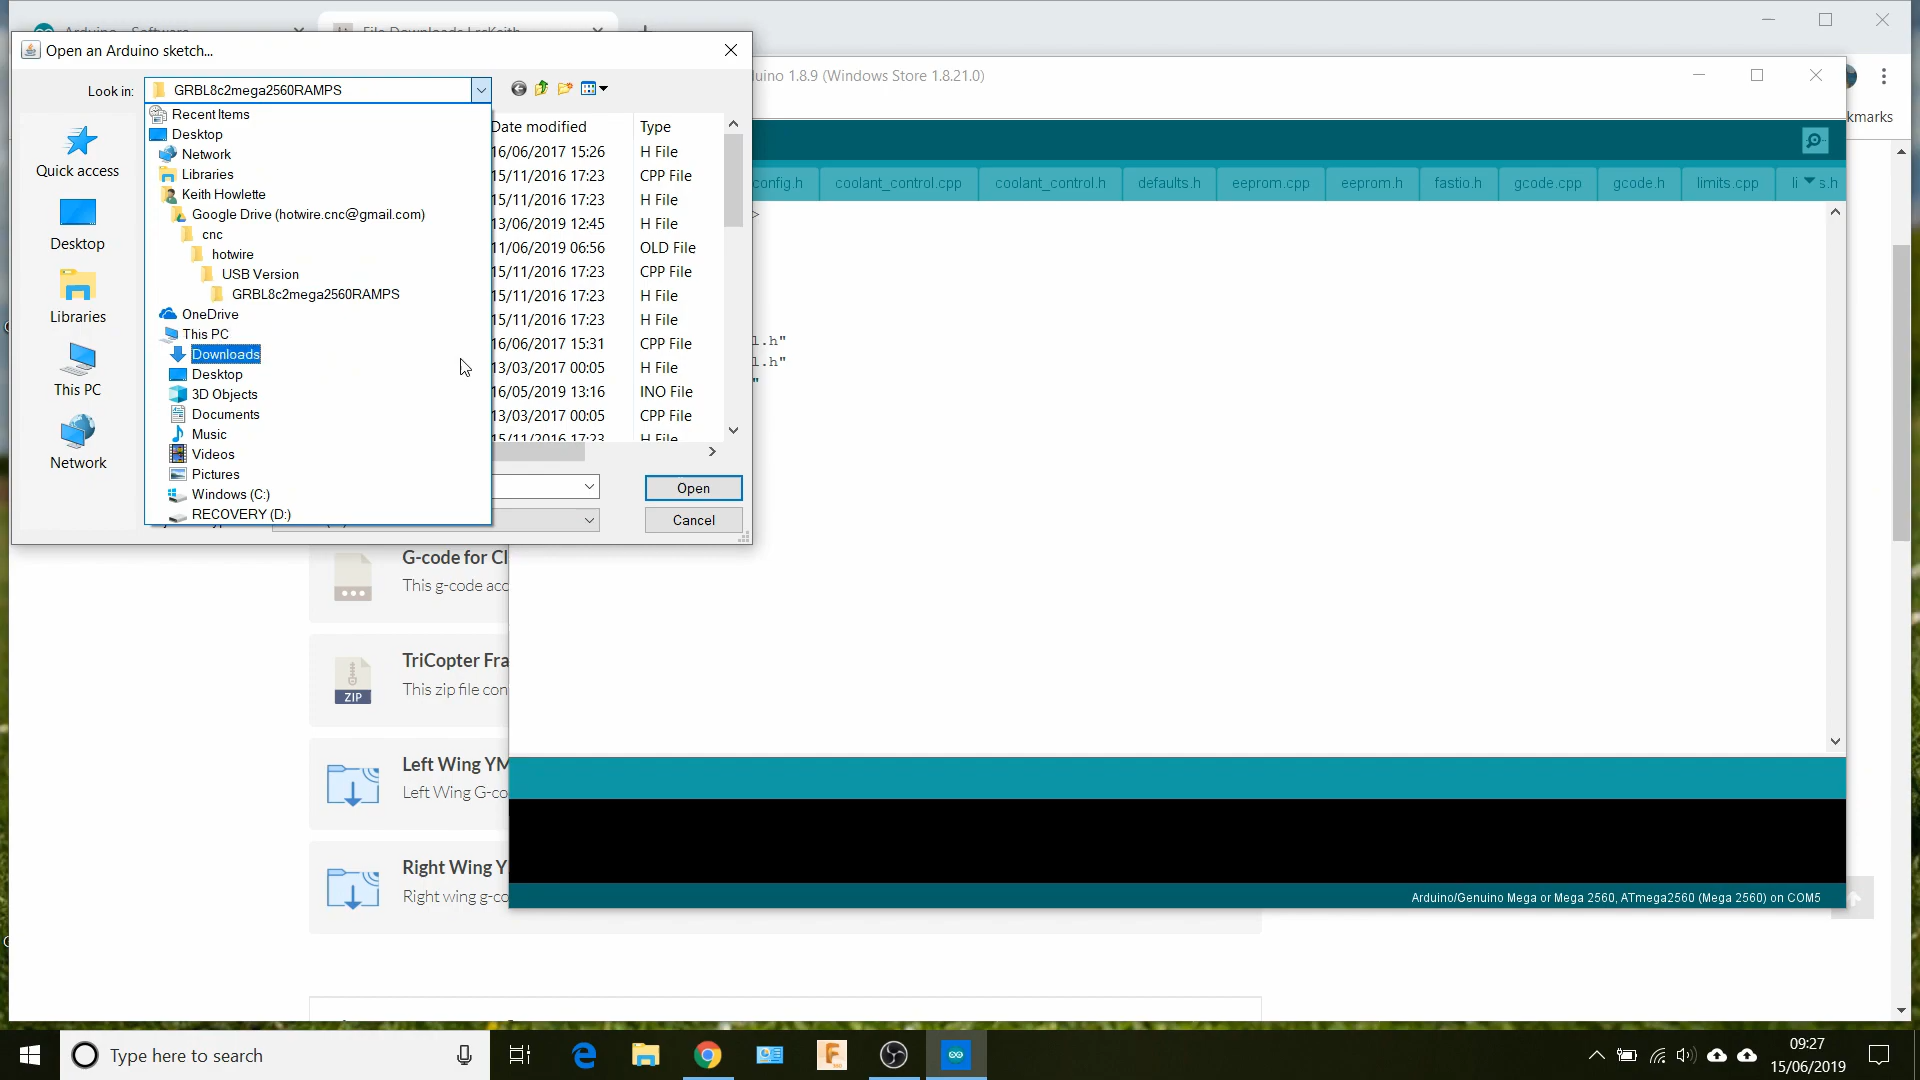 Open an Arduino sketch...
Look in:
GRBL8c2mega2560RAMPS
Recent Items
Desktop
Network
Libraries
Keith Howlette
Google Drive (hotwire.cnc@gmail.com)
cnc
hotwire
USB Version
GRBL8c2mega2560RAMPS
OneDrive
This PC
Downloads
Desktop
3D Objects
Documents
Music
Videos
Pictures
Windows (C:)
RECOVERY (D:)
Quick access
Desktop
Libraries
This PC
Network
Date modified Type
16/06/2017 15:26 H File
15/11/2016 17:23 CPP File
15/11/2016 17:23 H File
13/06/2019 12:45 H File
11/06/2019 06:56 OLD File
15/11/2016 17:23 CPP File
15/11/2016 17:23 H File
15/11/2016 17:23 H File
16/06/2017 15:31 CPP File
13/03/2017 00:05 H File
16/05/2019 13:16 INO File
13/03/2017 00:05 CPP File
15/11/2016 17:23 H File
Open
Cancel
uino 1.8.9 (Windows Store 1.8.21.0)
kmarks
config.h coolant_control.cpp coolant_control.h defaults.h eeprom.cpp eeprom.h fastio.h gcode.cpp gcode.h limits.cpp li s.h
>
l.h"
l.h"
"
G-code for Cl
This g-code acc
TriCopter Fra
This zip file con
ZIP
Left Wing YM
Left Wing G-co
Right Wing Y
Right wing g-co
Arduino/Genuino Mega or Mega 2560, ATmega2560 (Mega 2560) on COM5
Type here to search
09:27
15/06/2019